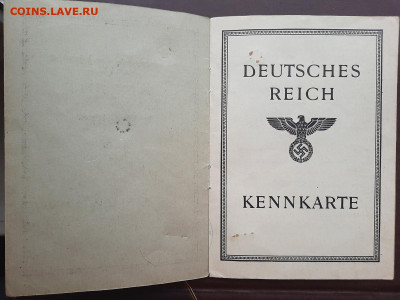 COINS.LAVE.RU
DEUTSCHES
REICH
KENNKARTE